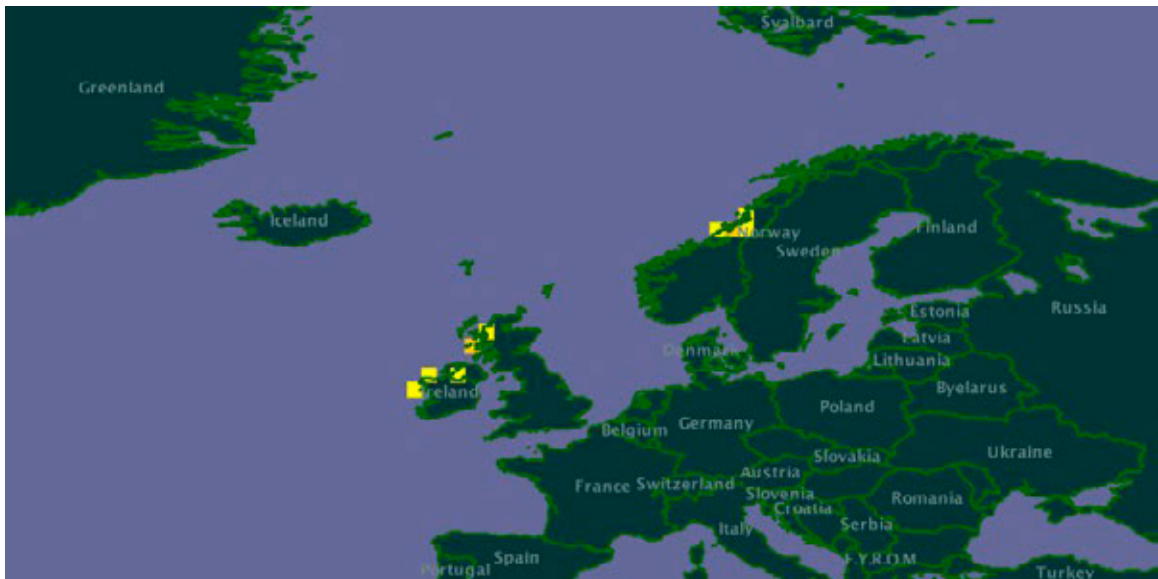 Svalbard
Greenland
Iceland
Norway
Finland
Sweden
Russia
Estonia
Latvia
Denmark
Lithuania
Byelarus
Ireland
Poland
Germany
Belgium
Ukraine
Slovakia
Austria
France
Switzerland
Slovenia
Romania
Croatia
Serbia
Italy
Spain
F.Y.R.O.M
Portugal
Turkey